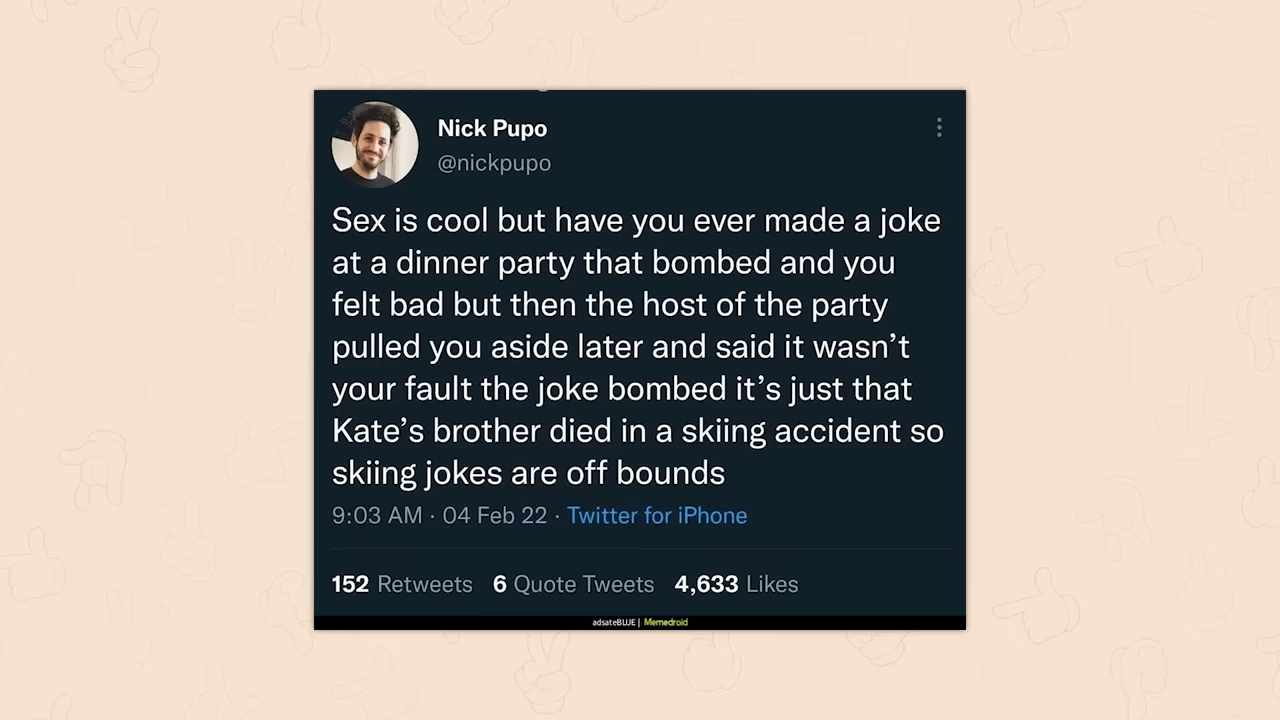 Nick Pupo
@nickpupo
Sex is cool but have you ever made a joke
at a dinner party that bombed and you
felt bad but then the host of the party
pulled you aside later and said it wasn’t
your fault the joke bombed it’s just that
Kate’s brother died in a skiing accident so
skiing jokes are off bounds
9:03 AM · 04 Feb 22 · Twitter for iPhone
152 Retweets 6 Quote Tweets 4,633 Likes
adsateBLUE | Memedroid